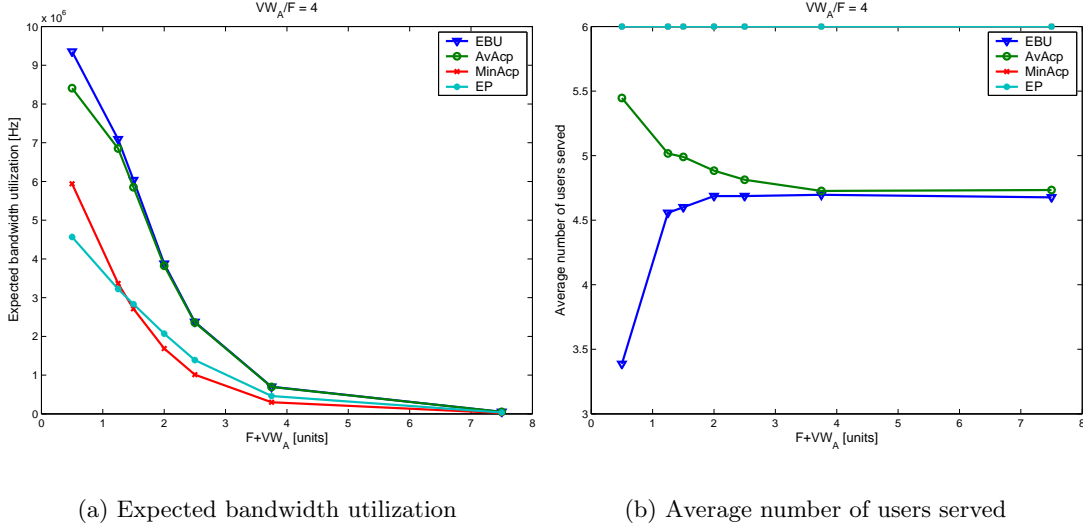 VW_A/F = 4
x 10^6
10
9
8
7
6
5
4
3
2
1
0
Expected bandwidth utilization [Hz]
EBU
AvAcp
MinAcp
EP
0 1 2 3 4 5 6 7 8
F+VW_A [units]
(a) Expected bandwidth utilization
VW_A/F = 4
6
5.5
5
4.5
4
3.5
3
Average number of users served
EBU
AvAcp
MinAcp
EP
0 1 2 3 4 5 6 7 8
F+VW_A [units]
(b) Average number of users served